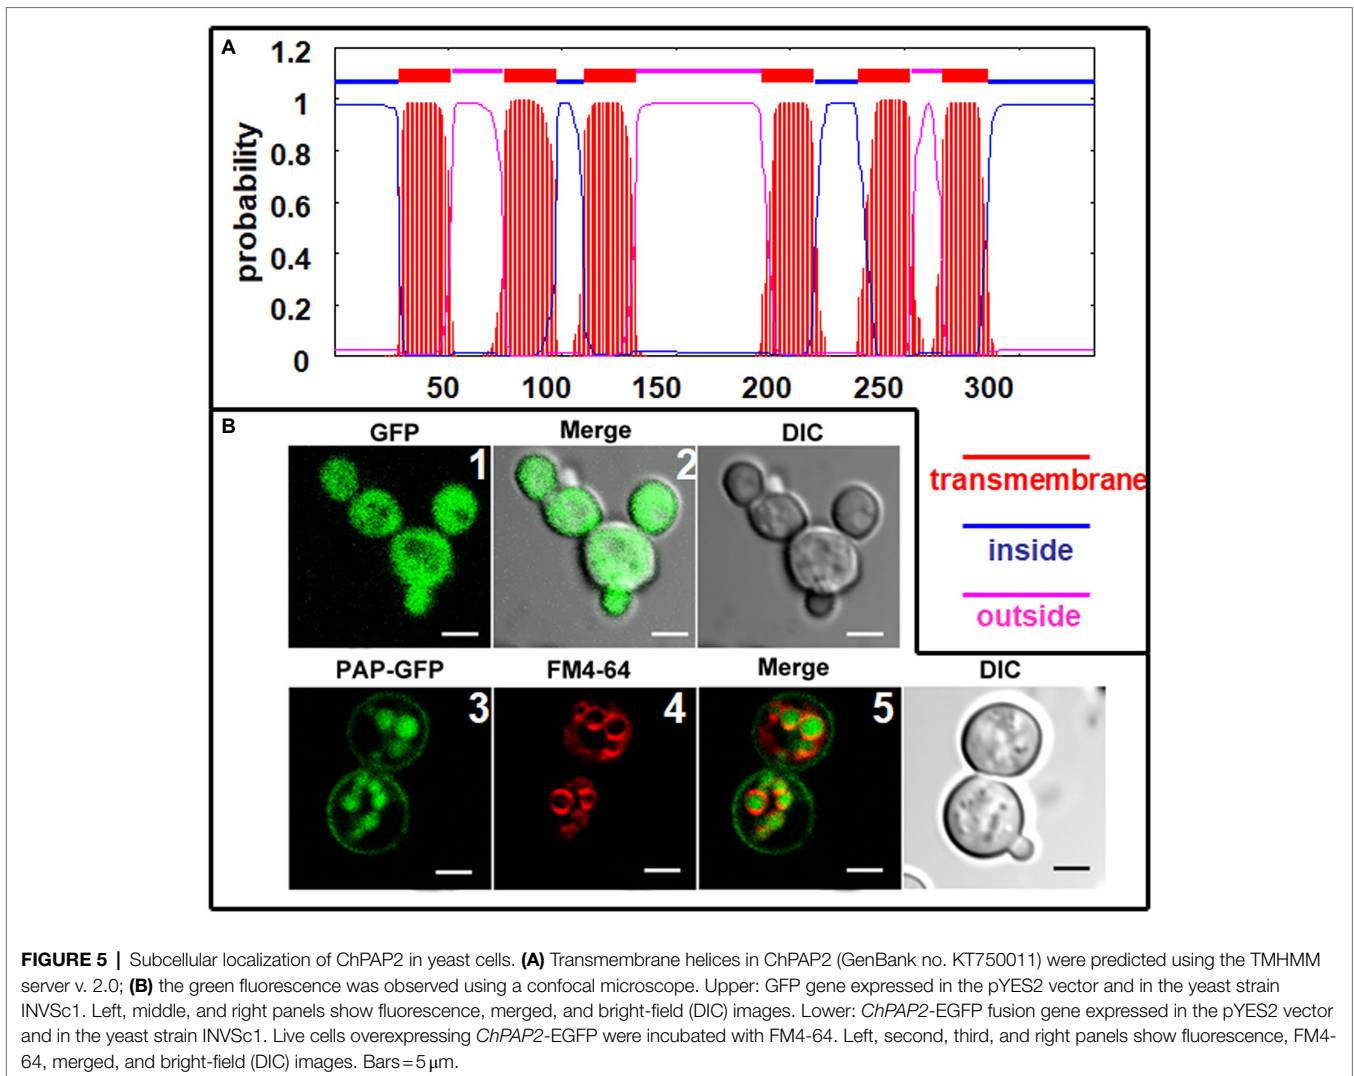 A
1.2
1
0.8
0.6
0.4
0.2
0
probability
50 100 150 200 250 300
B
GFP Merge DIC
1 2
transmembrane
inside
outside
PAP-GFP FM4-64 Merge DIC
3 4 5
FIGURE 5 | Subcellular localization of ChPAP2 in yeast cells. (A) Transmembrane helices in ChPAP2 (GenBank no. KT750011) were predicted using the TMHMM
server v. 2.0; (B) the green fluorescence was observed using a confocal microscope. Upper: GFP gene expressed in the pYES2 vector and in the yeast strain
INVSc1. Left, middle, and right panels show fluorescence, merged, and bright-field (DIC) images. Lower: ChPAP2-EGFP fusion gene expressed in the pYES2 vector
and in the yeast strain INVSc1. Live cells overexpressing ChPAP2-EGFP were incubated with FM4-64. Left, second, third, and right panels show fluorescence, FM4-
64, merged, and bright-field (DIC) images. Bars = 5 μm.